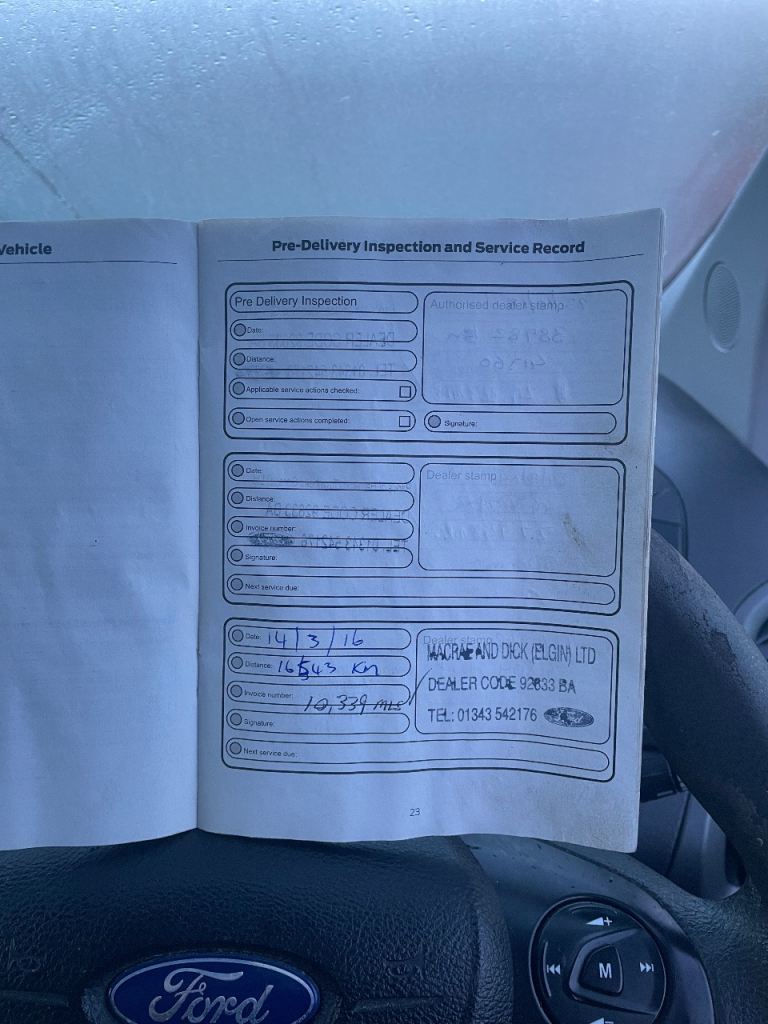 Vehicle
Pre-Delivery Inspection and Service Record
Pre Delivery Inspection
Authorised dealer stamp
Date:
Distance:
Applicable service actions checked:
Open service actions completed:
Signature:
Date:
Dealer stamp
Distance:
Invoice number:
Signature:
Next service due:
Date: 14/3/16
Dealer stamp
MACRAE AND DICK (ELGIN) LTD
Distance: 16543 Km
DEALER CODE 92633 BA
Invoice number:
10,339 MLS
TEL: 01343 542176
Signature:
Next service due:
23
Ford
M